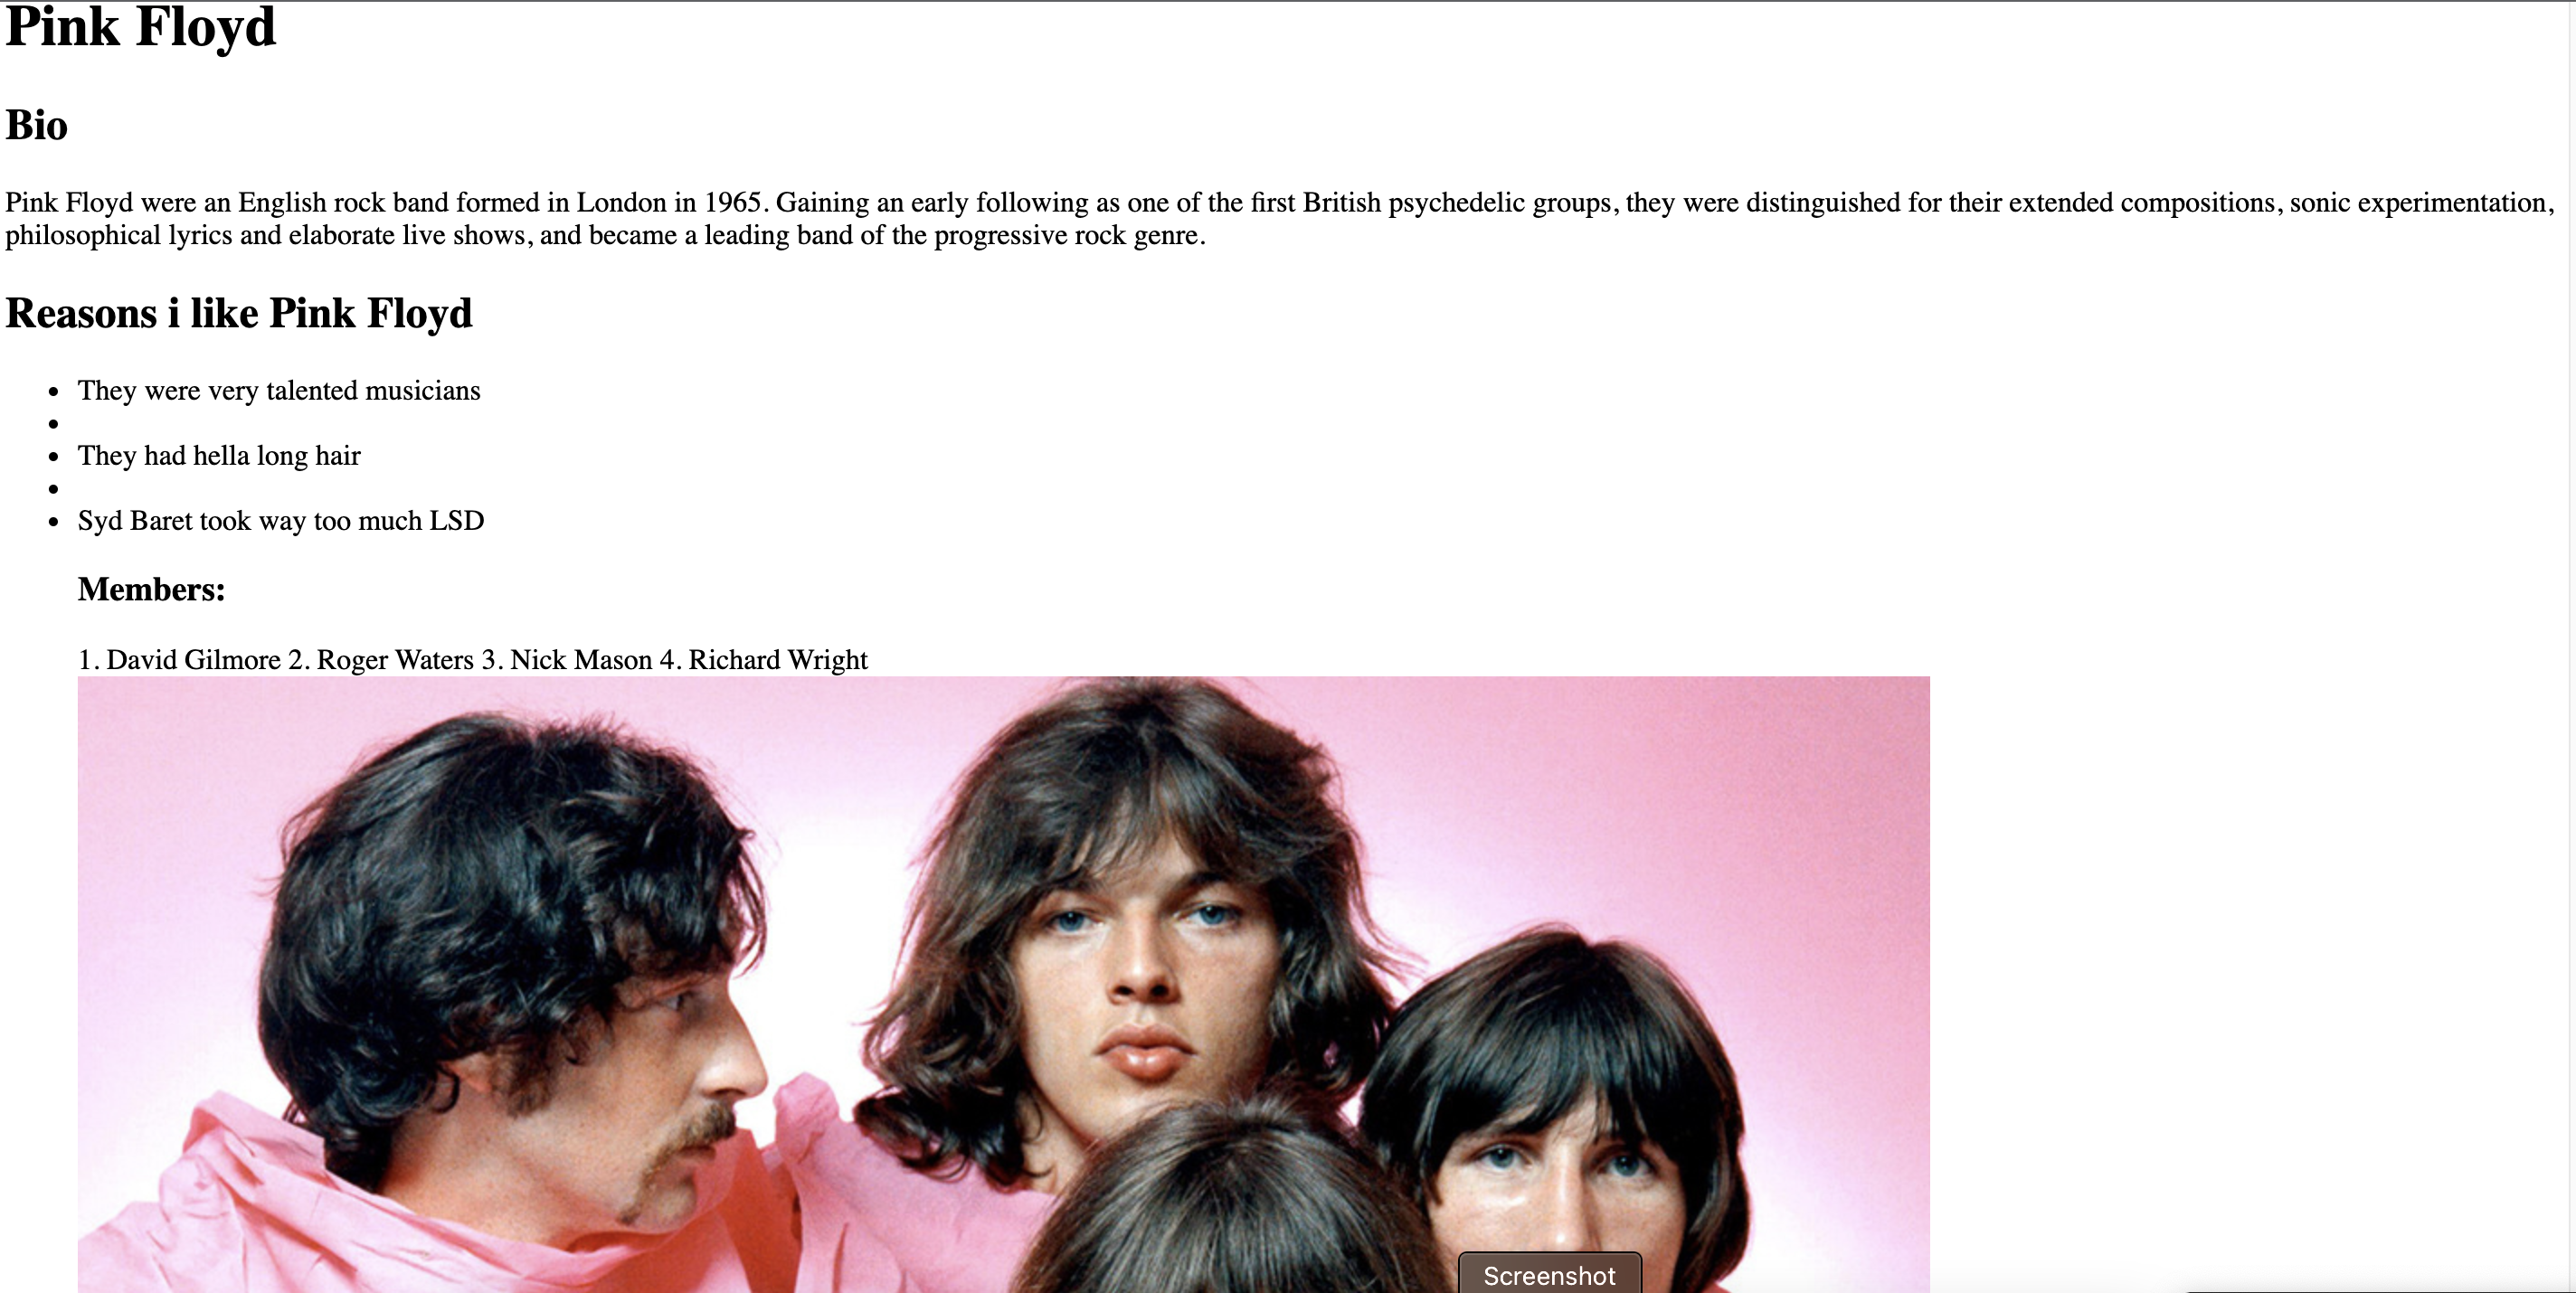 Pink Floyd
Bio
Pink Floyd were an English rock band formed in London in 1965. Gaining an early following as one of the first British psychedelic groups, they were distinguished for their extended compositions, sonic experimentation,
philosophical lyrics and elaborate live shows, and became a leading band of the progressive rock genre.
Reasons i like Pink Floyd
• They were very talented musicians
•
• They had hella long hair
•
• Syd Baret took way too much LSD
Members:
1. David Gilmore 2. Roger Waters 3. Nick Mason 4. Richard Wright
Screenshot